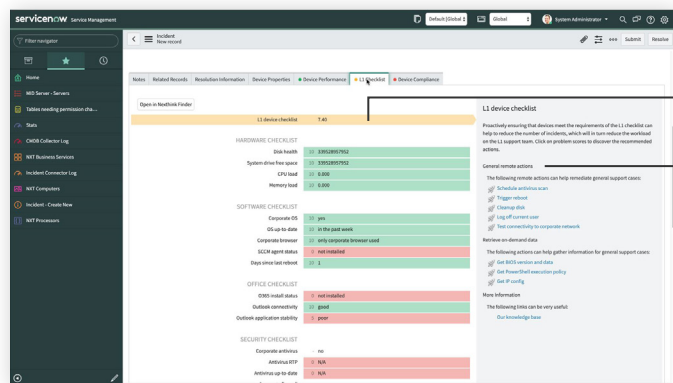 servicenow Service Management
Default (Global
Global
System Administrator
Filter navigator
Incident
New record
Submit
Resolve
Home
MID Server - Servers
Tables needing permission cha...
Stats
CMDB Collector Log
NXT Business Services
Incident Connector Log
NXT Computers
Incident - Create New
NXT Processors
Notes
Related Records
Resolution Information
Device Properties
Device Performance
L1 Checklist
Device Compliance
Open in Nexthink Finder
L1 device checklist 7.40
HARDWARE CHECKLIST
Disk health 10 339528957952
System drive free space 10 339528957952
CPU load 10 0.000
Memory load 10 0.000
SOFTWARE CHECKLIST
Corporate OS 10 yes
OS up-to-date 10 in the past week
Corporate browser 10 only corporate browser used
SCCM agent status 0 not installed
Days since last reboot 10 1
OFFICE CHECKLIST
O365 install status 0 not installed
Outlook connectivity 10 good
Outlook application stability 0 poor
SECURITY CHECKLIST
Corporate antivirus - no
Antivirus RTP 0 N/A
Antivirus up-to-date 0 N/A
L1 device checklist
Proactively ensuring that devices meet the requirements of the L1 checklist can
help to reduce the number of incidents, which will in turn reduce the workload
on the L1 support team. Click on problem scores to discover the recommended
actions.
General remote actions
The following remote actions can help remediate general support cases:
Schedule antivirus scan
Trigger reboot
Cleanup disk
Log off current user
Test connectivity to corporate network
Retrieve on-demand data
The following actions can help gather information for general support cases:
Get BIOS version and data
Get PowerShell execution policy
Get IP config
More information
The following links can be very useful:
Our knowledge base